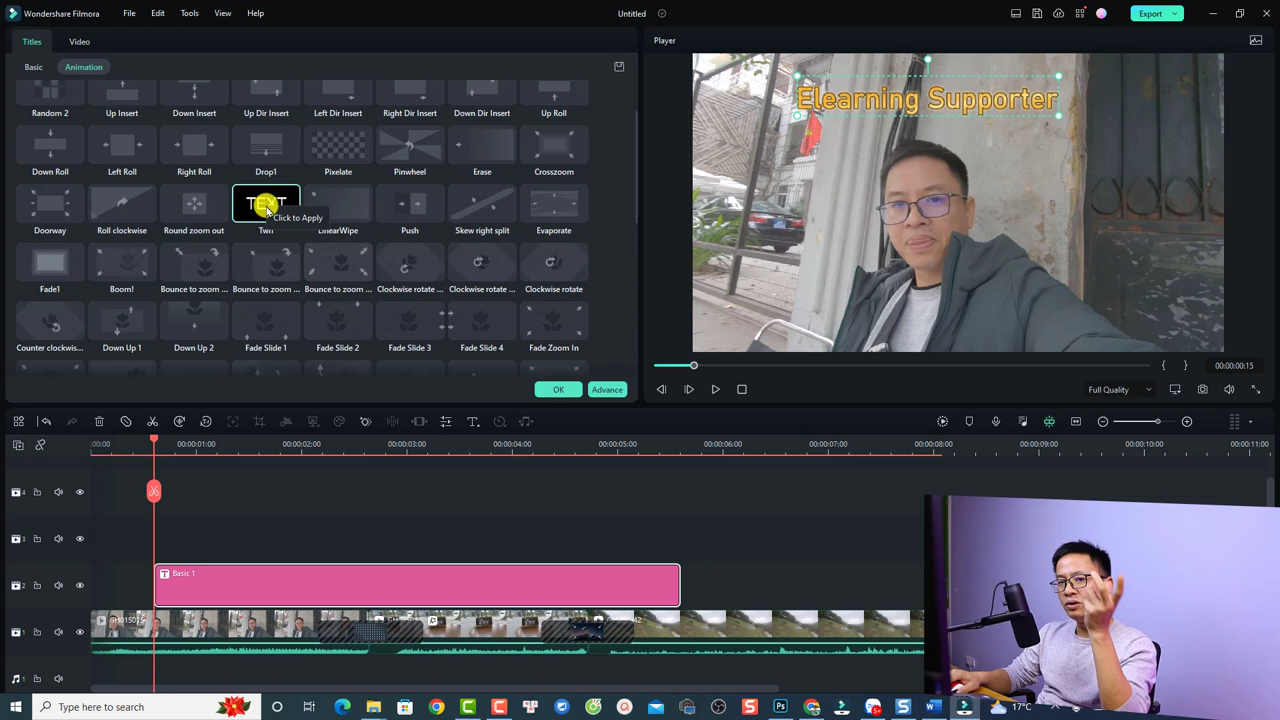 Wondershare Filmora File Edit Tools View Help Untitled Export
Titles Video Player
Basic Animation
Elearning Supporter
Random 2 Up Insert Down Insert Up Dir Insert Left Dir Insert Right Dir Insert Down Dir Insert Up Roll
Down Roll Left Roll Right Roll Drop1 Pixelate Pinwheel Erase Crosszoom
TEXT
Click to Apply
Doorway Roll clockwise Round zoom out LinearWipe Push Skew right split Evaporate
Fade1 Boom! Bounce to zoom ... Bounce to zoom ... Bounce to zoom ... Clockwise rotate ... Clockwise rotate ... Clockwise rotate
Counter clockwis... Down Up 1 Down Up 2 Fade Slide 1 Fade Slide 2 Fade Slide 3 Fade Slide 4 Fade Zoom In
{ } 00:00:00:15
OK Advance Full Quality
:00:00 00:00:01:00 00:00:02:00 00:00:03:00 00:00:04:00 00:00:05:00 00:00:06:00 00:00:07:00 00:00:08:00 00:00:09:00 00:00:10:00 00:00:11:00
4
3
2 T Basic 1
1
1
Type here to search 17°C